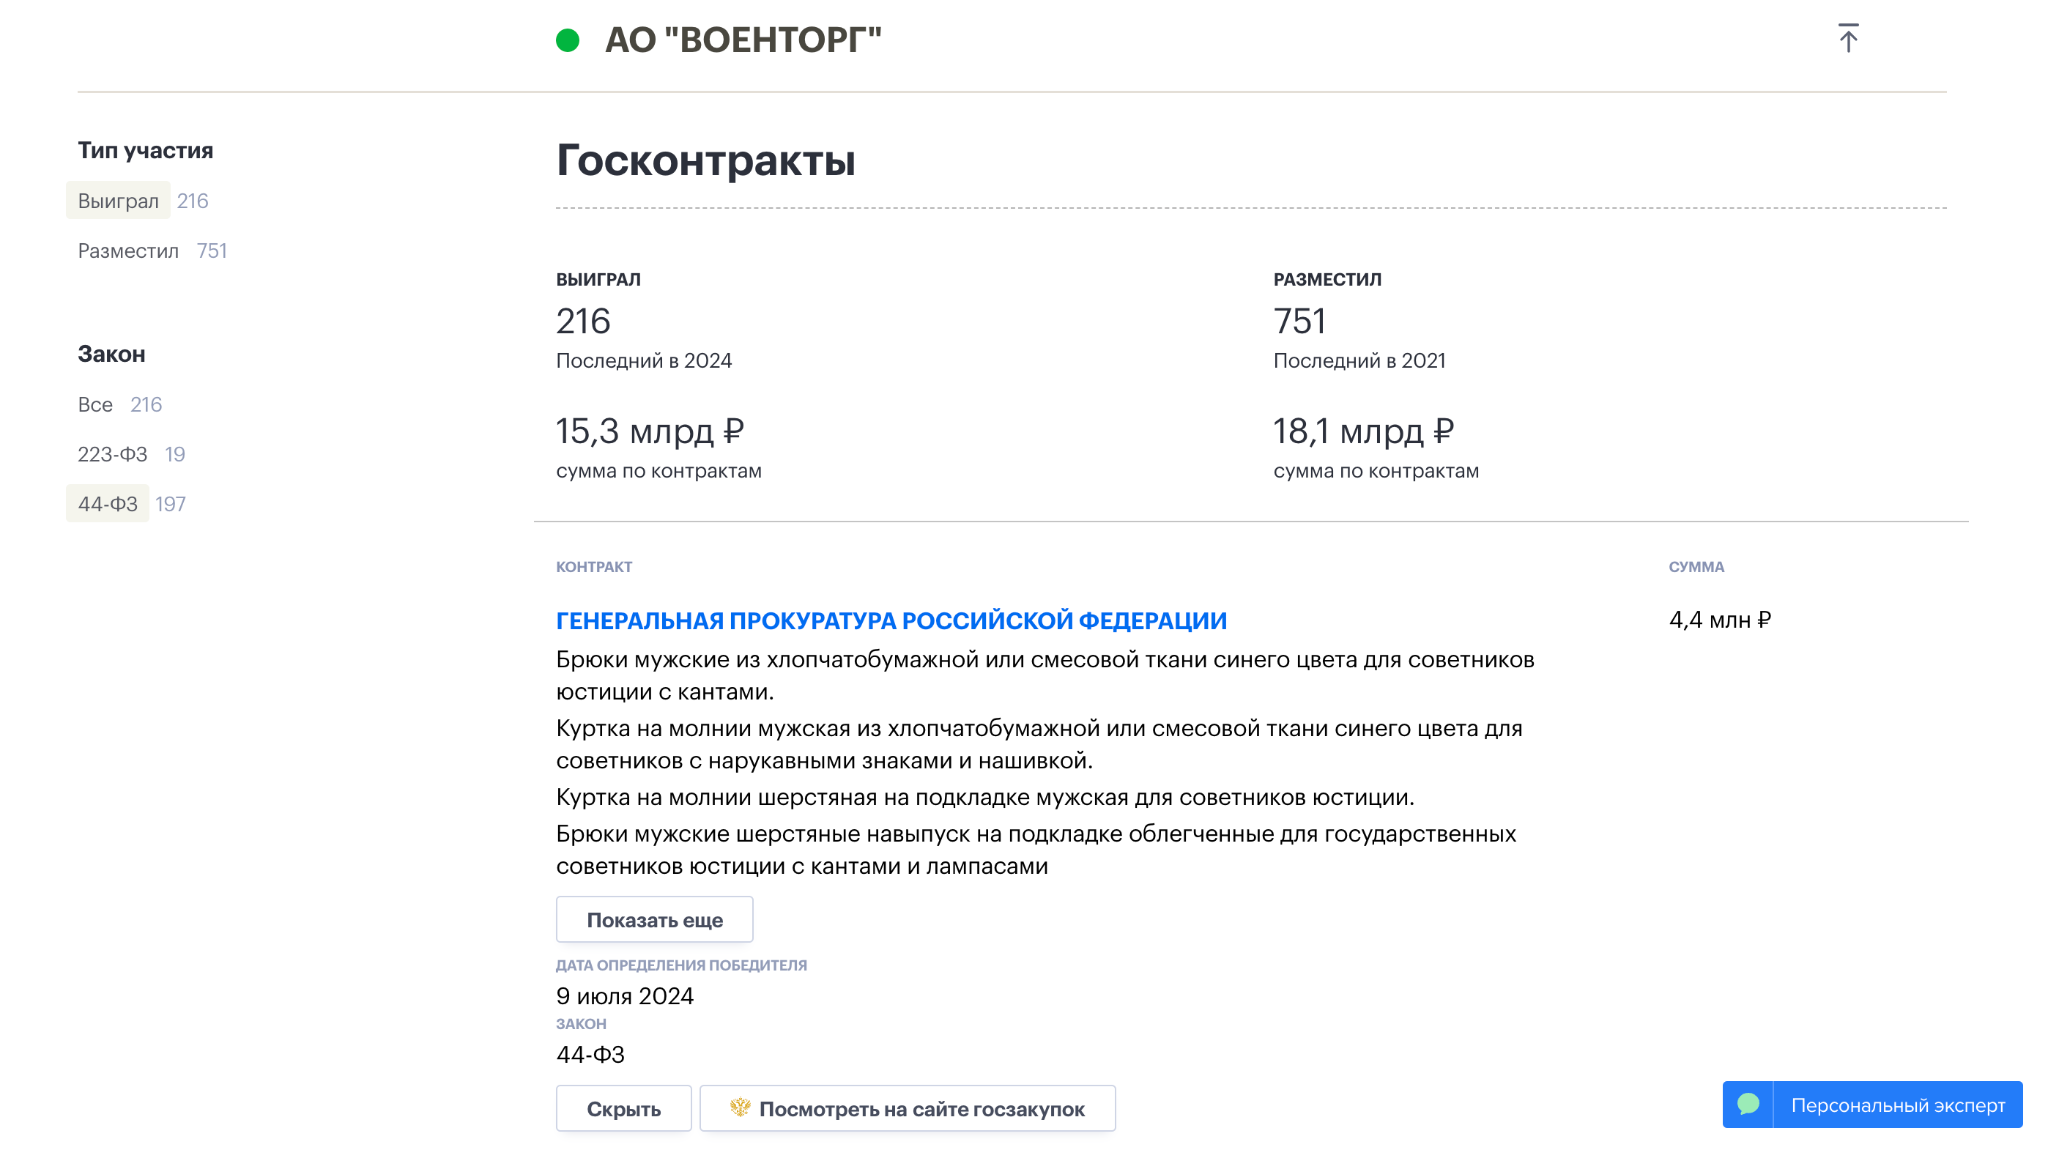 АО "ВОЕНТОРГ"
Тип участия
Выиграл 216
Разместил 751
Закон
Все 216
223-ФЗ 19
44-ФЗ 197
Госконтракты
ВЫИГРАЛ
216
Последний в 2024
15,3 млрд ₽
сумма по контрактам
РАЗМЕСТИЛ
751
Последний в 2021
18,1 млрд ₽
сумма по контрактам
КОНТРАКТ
СУММА
ГЕНЕРАЛЬНАЯ ПРОКУРАТУРА РОССИЙСКОЙ ФЕДЕРАЦИИ
4,4 млн ₽
Брюки мужские из хлопчатобумажной или смесовой ткани синего цвета для советников
юстиции с кантами.
Куртка на молнии мужская из хлопчатобумажной или смесовой ткани синего цвета для
советников с нарукавными знаками и нашивкой.
Куртка на молнии шерстяная на подкладке мужская для советников юстиции.
Брюки мужские шерстяные навыпуск на подкладке облегченные для государственных
советников юстиции с кантами и лампасами
Показать еще
ДАТА ОПРЕДЕЛЕНИЯ ПОБЕДИТЕЛЯ
9 июля 2024
ЗАКОН
44-ФЗ
Скрыть
Посмотреть на сайте госзакупок
Персональный эксперт